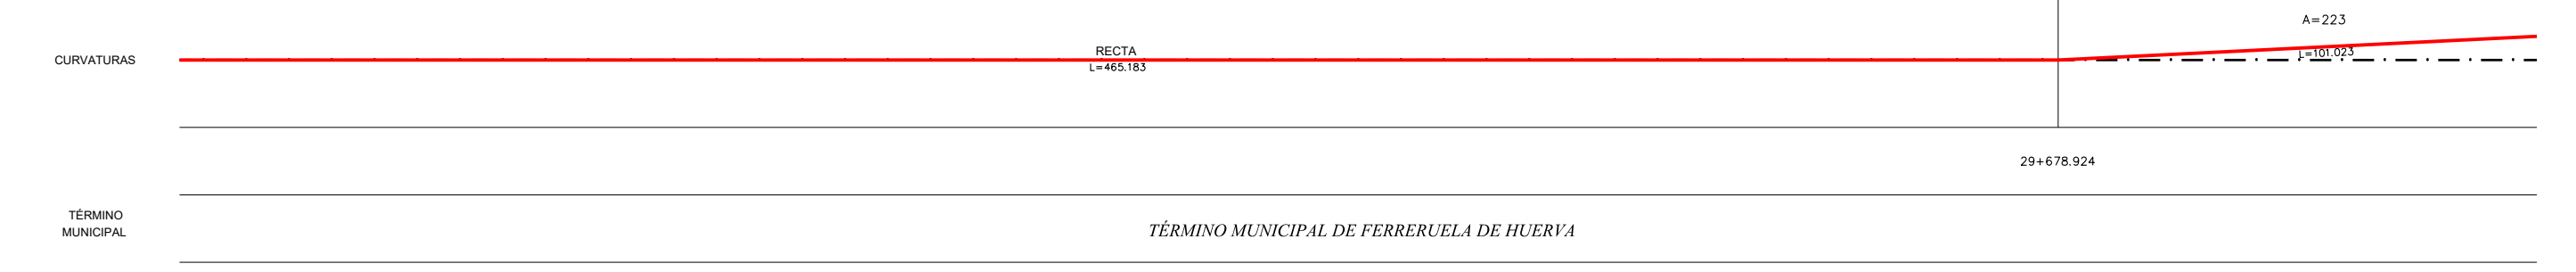 A=223
CURVATURAS
RECTA
L=465.183
L=101.023
29+678.924
TÉRMINO
MUNICIPAL
TÉRMINO MUNICIPAL DE FERRERUELA DE HUERVA